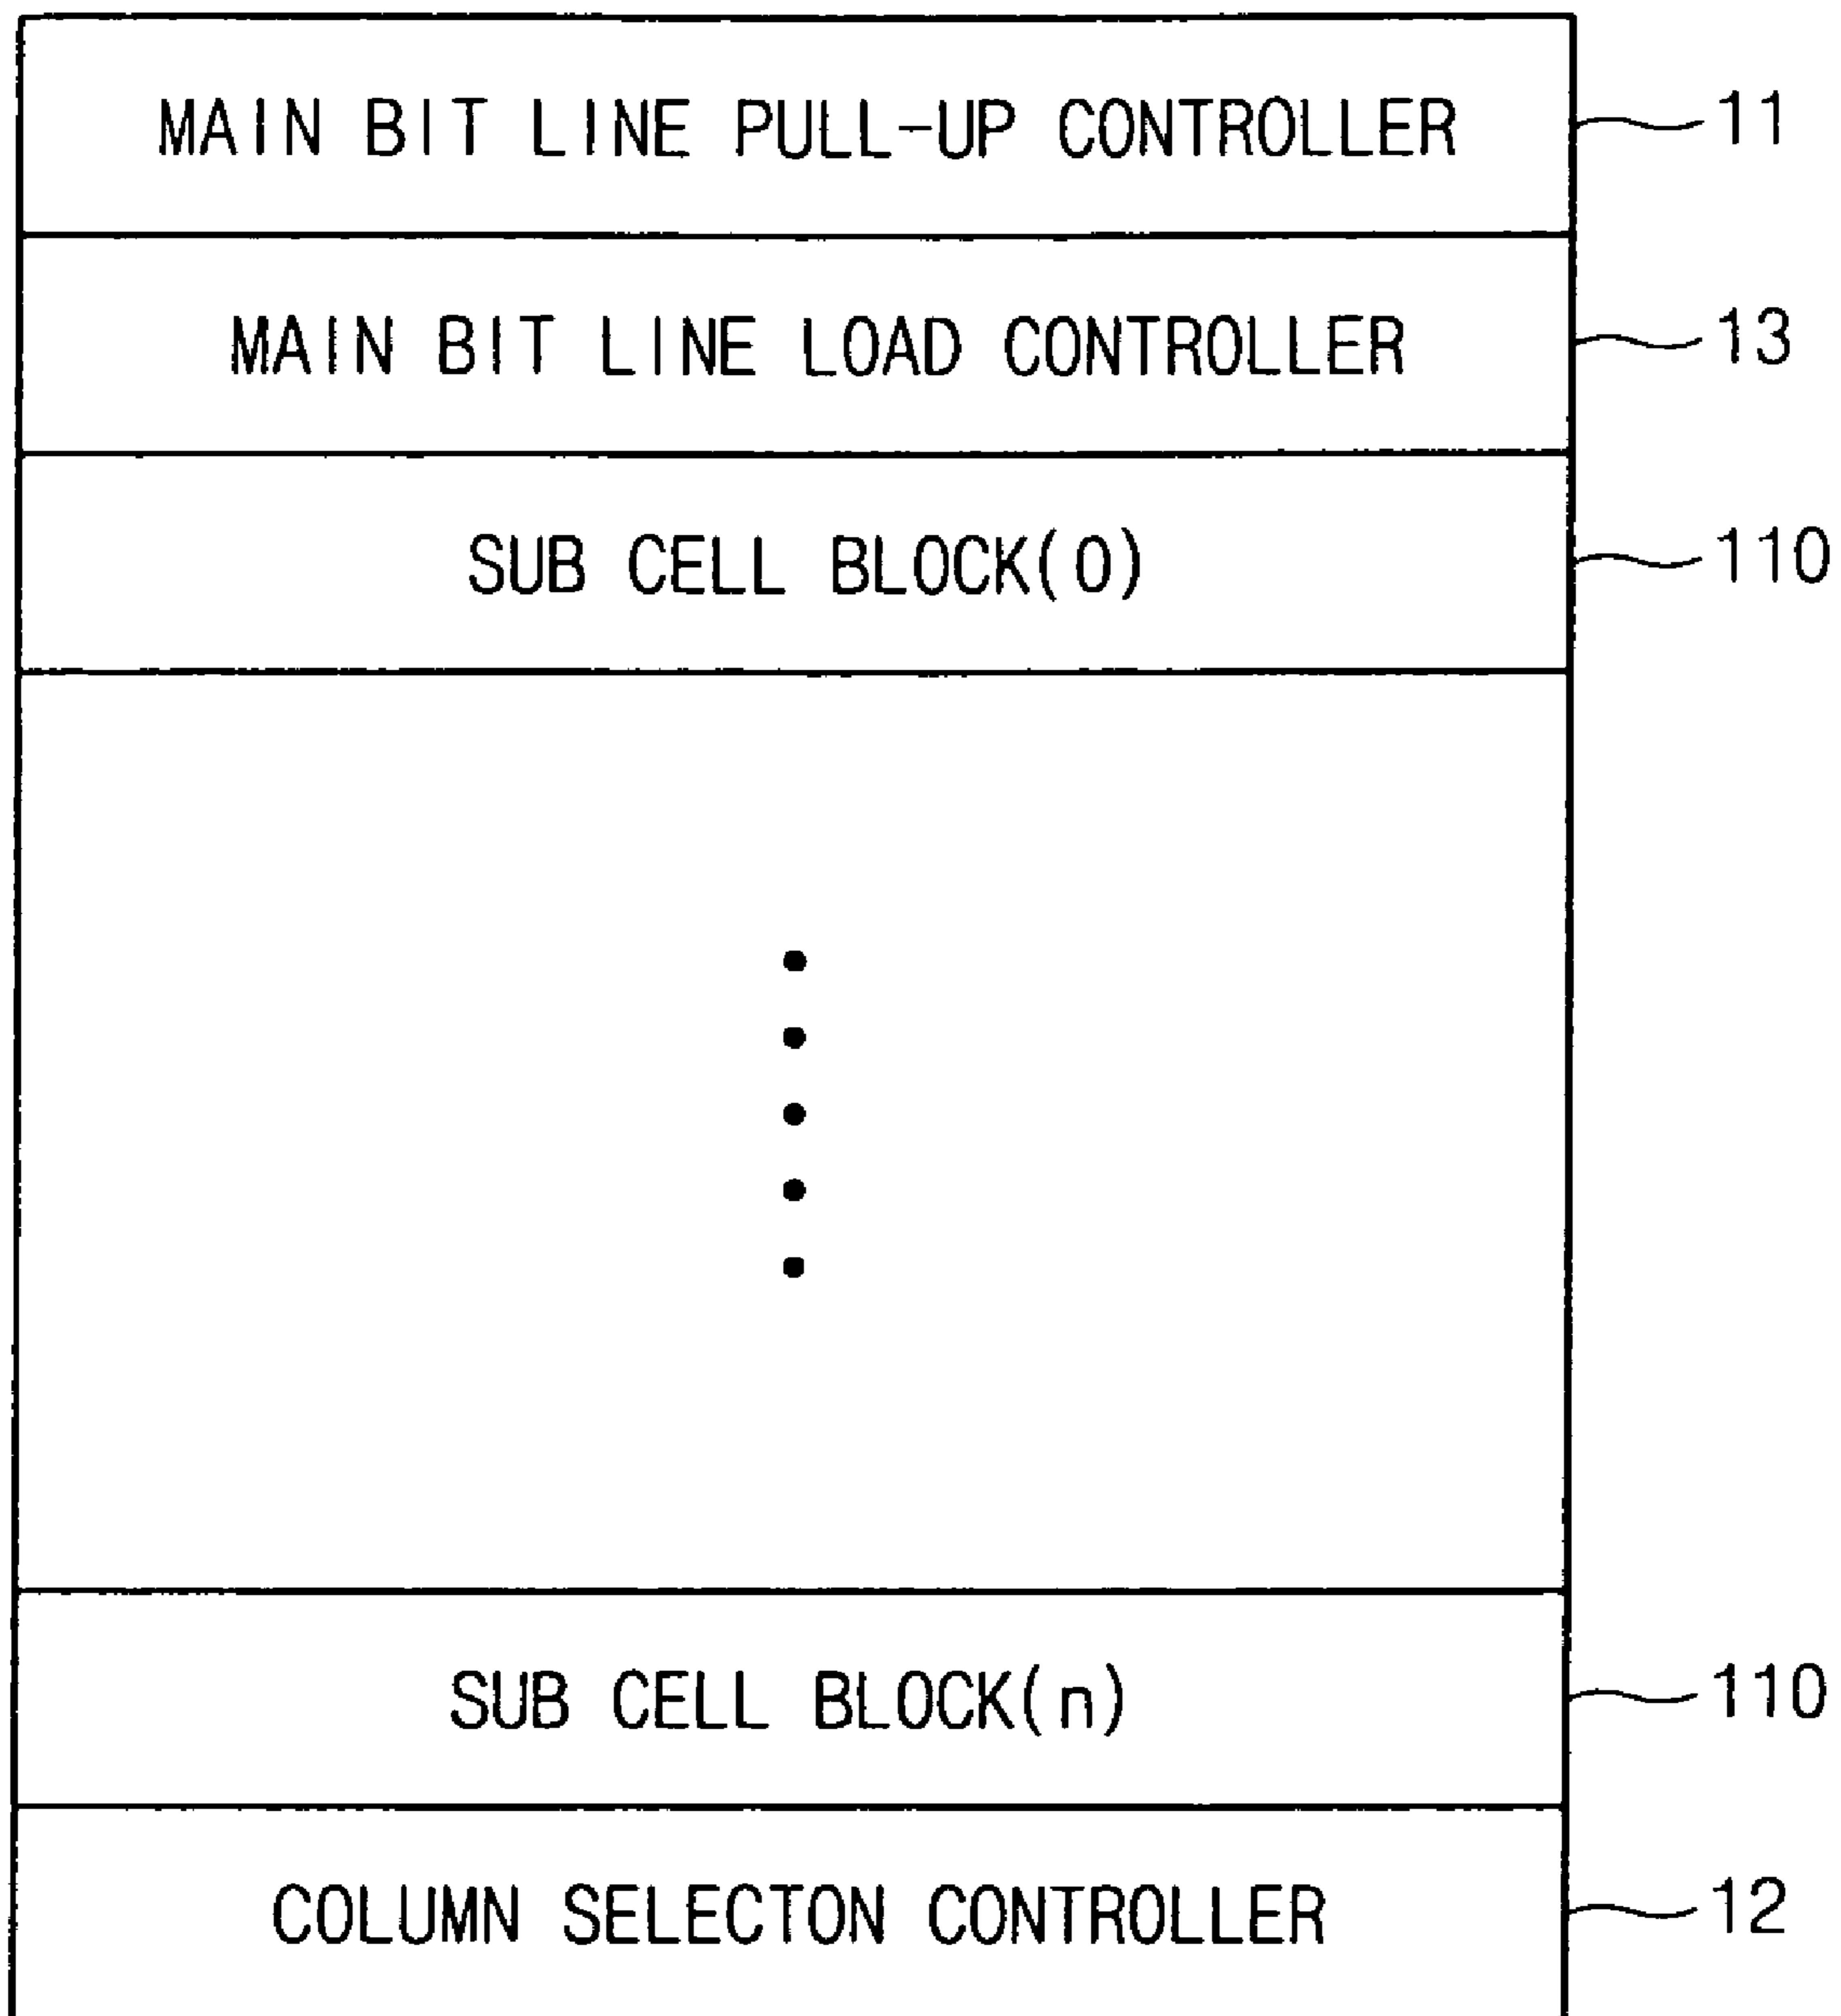 MAIN BIT LINE PULL-UP CONTROLLER 11
MAIN BIT LINE LOAD CONTROLLER 13
SUB CELL BLOCK(0) 110
SUB CELL BLOCK(n) 110
COLUMN SELECTON CONTROLLER 12